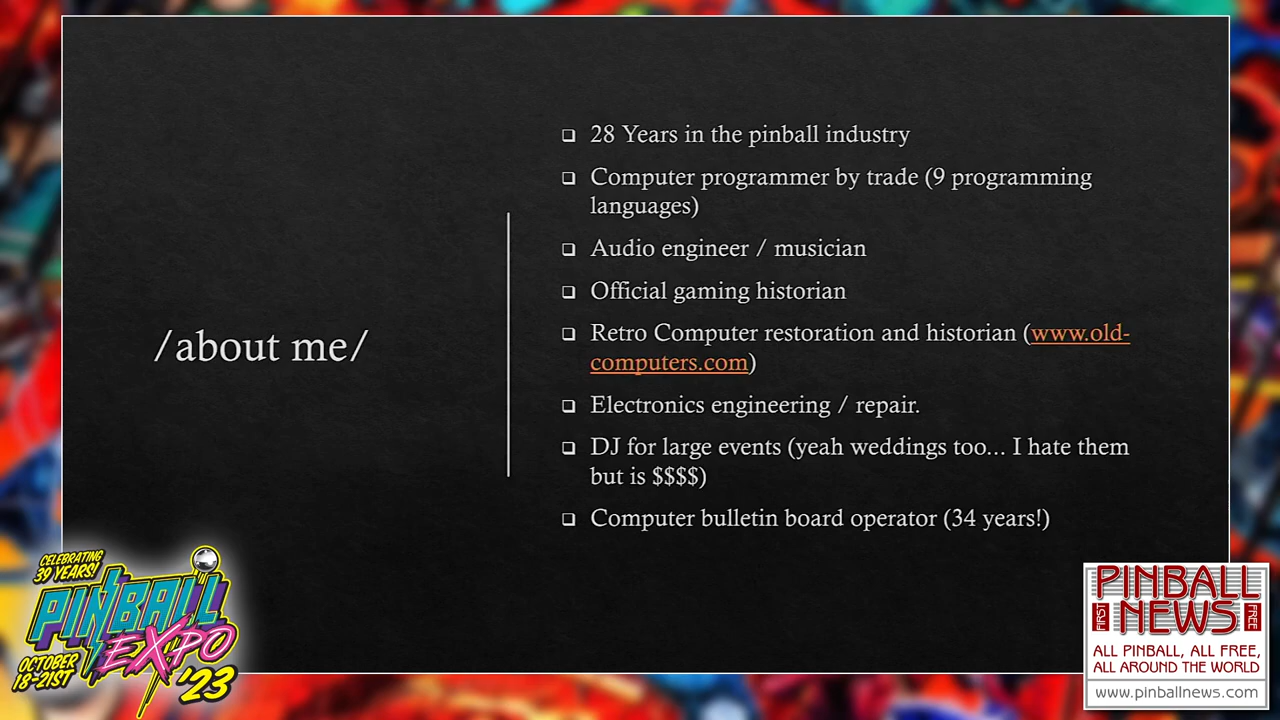 28 Years in the pinball industry
Computer programmer by trade (9 programming
languages)
Audio engineer / musician
Official gaming historian
/about me/
Retro Computer restoration and historian (www.old-
computers.com)
Electronics engineering / repair.
DJ for large events (yeah weddings too... I hate them
but is $$$$)
Computer bulletin board operator (34 years!)
CELEBRATING
39 YEARS!
PINBALL
EXPO
OCTOBER
18-21ST
'23
PINBALL
FIRST NEWS FREE
ALL PINBALL, ALL FREE,
ALL AROUND THE WORLD
www.pinballnews.com